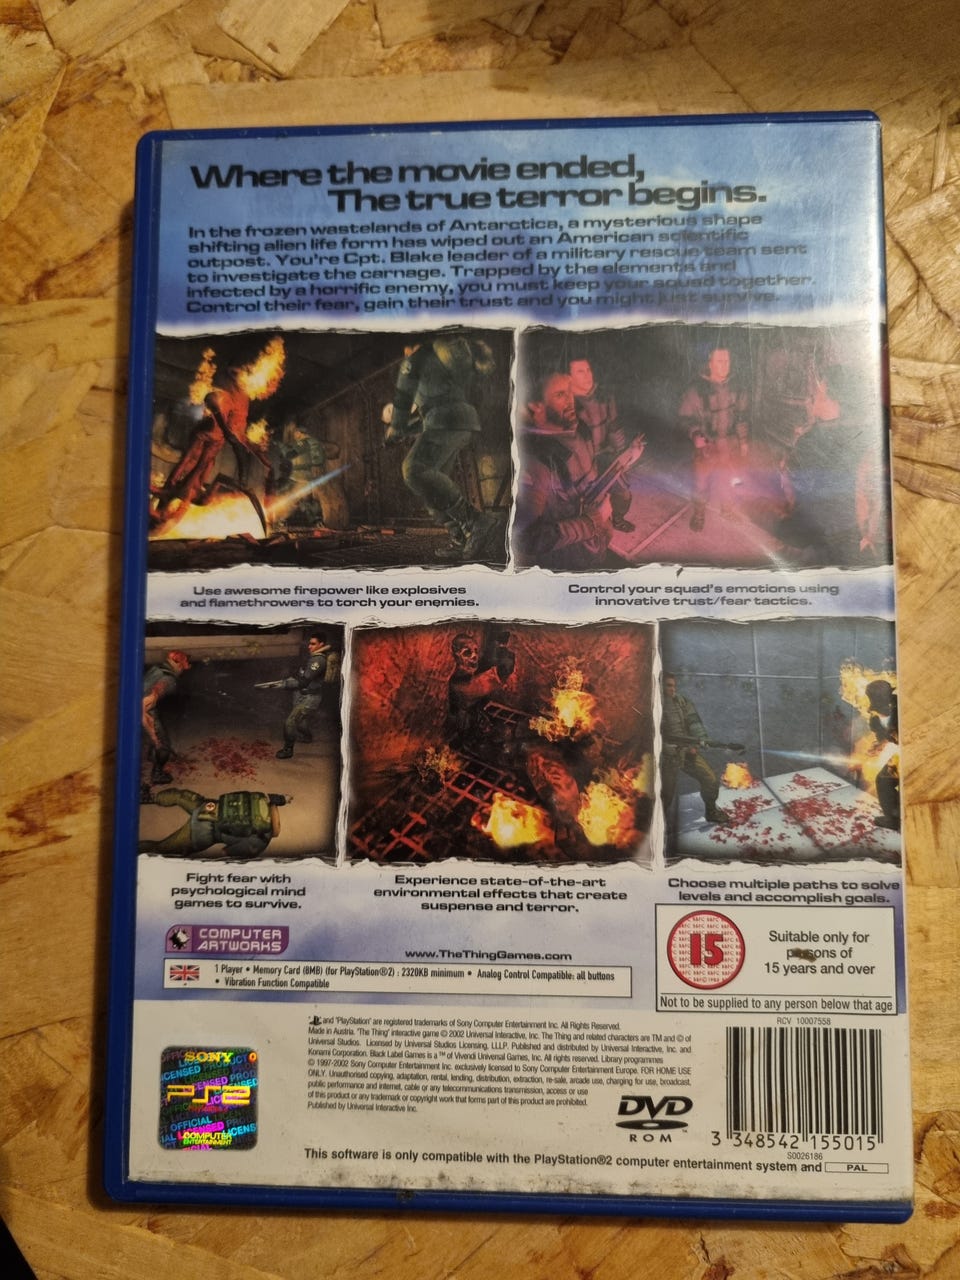 Where the movie ended,
The true terror begins.
In the frozen wastelands of Antarctica, a mysterious shape
shifting alien life form has wiped out an American scientific
outpost. You're Cpt. Blake leader of a military rescue team sent
to investigate the carnage. Trapped by the elements and
infected by a horrific enemy, you must keep your squad together.
Control their fear, gain their trust and you might just survive.
Use awesome firepower like explosives
and flamethrowers to torch your enemies.
Control your squad's emotions using
innovative trust/fear tactics.
Fight fear with
psychological mind
games to survive.
Experience state-of-the-art
environmental effects that create
suspense and terror.
Choose multiple paths to solve
levels and accomplish goals.
COMPUTER
ARTWORKS
www.TheThingGames.com
15
Suitable only for
persons of
15 years and over
Not to be supplied to any person below that age
1 Player • Memory Card (8MB) (for PlayStation®2) : 2320KB minimum • Analog Control Compatible: all buttons
• Vibration Function Compatible
RCV 10007558
and "PlayStation" are registered trademarks of Sony Computer Entertainment Inc. All Rights Reserved.
Made in Austria. "The Thing" interactive game © 2002 Universal Interactive, Inc. The Thing and related characters are TM and © of
Universal Studios. Licensed by Universal Studios Licensing, LLLP. Published and distributed by Universal Interactive, Inc. and
Konami Corporation. Black Label Games is a ™ of Vivendi Universal Games, Inc. All rights reserved. Library programmes
© 1997-2002 Sony Computer Entertainment Inc. exclusively licensed to Sony Computer Entertainment Europe. FOR HOME USE
ONLY. Unauthorised copying, adaptation, rental, lending, distribution, extraction, re-sale, arcade use, charging for use, broadcast,
public performance and internet, cable or any telecommunications transmission, access or use
of this product or any trademark or copyright work that forms part of this product are prohibited.
Published by Universal Interactive Inc.
SONY
PS2
COMPUTER
ENTERTAINMENT
DVD
ROM
3 348542 155015
S0026186
This software is only compatible with the PlayStation®2 computer entertainment system and PAL